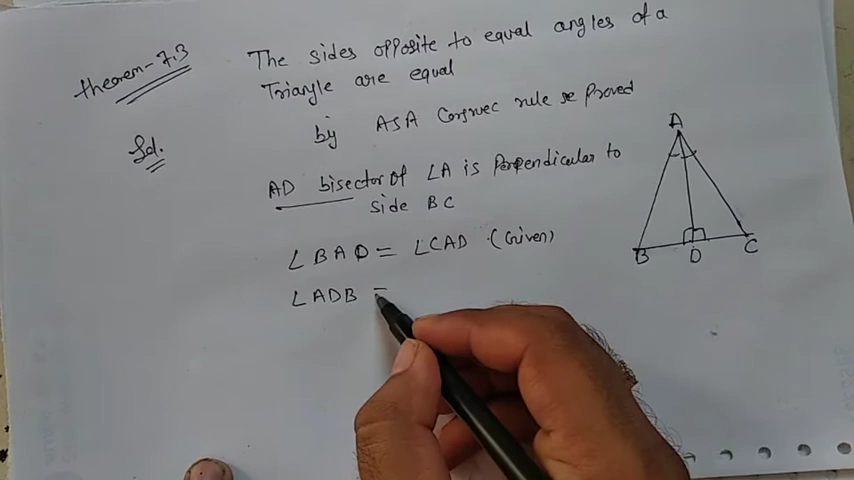 theorem-7.3
The sides opposite to equal angles of a
Triangle are equal
by ASA rule se Proved
Sol.
AD bisector of ∠A is Perpendicular to
side BC
∠BAD = ∠CAD (Given)
∠ADB =
A
B
D
C